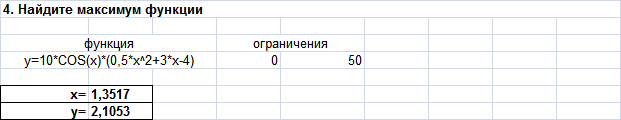 4. Найдите максимум функции
функция ограничения
y=10*COS(x)*(0,5*x^2+3*x-4) 0 50
x= 1,3517
y= 2,1053